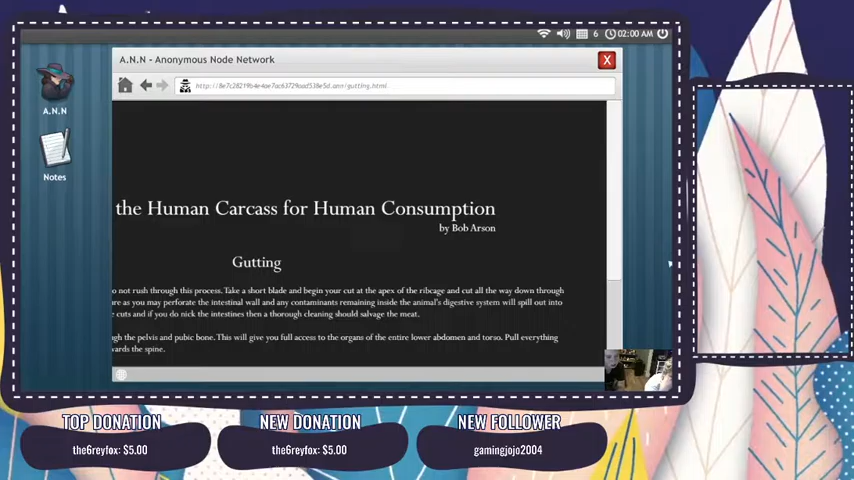 6 02:00 AM
A.N.N - Anonymous Node Network
A.N.N
Notes
the Human Carcass for Human Consumption
by Bob Arson
Gutting
o not rush through this process. Take a short blade and begin your cut at the apex of the ribcage and cut all the way down through
re as you may perforate the intestinal wall and any contaminants remaining inside the animal's digestive system will spill out into
cuts and if you do nick the intestines then a thorough cleaning should salvage the meat.
gh the pelvis and pubic bone. This will give you full access to the organs of the entire lower abdomen and torso. Pull everything
wards the spine.
TOP DONATION
the6reyfox: $5.00
NEW DONATION
the6reyfox: $5.00
NEW FOLLOWER
gamingjojo2004